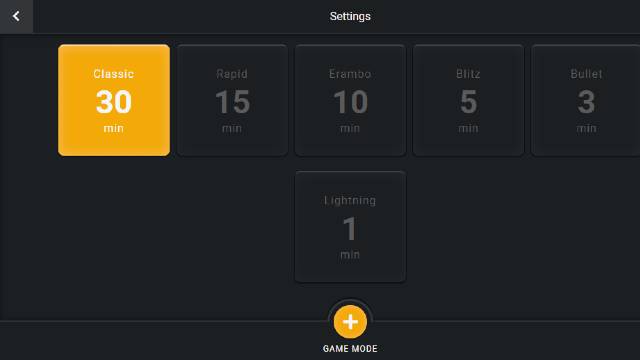 Settings
Classic
30
min
Rapid
15
min
Erambo
10
min
Blitz
5
min
Bullet
3
min
Lightning
1
min
GAME MODE